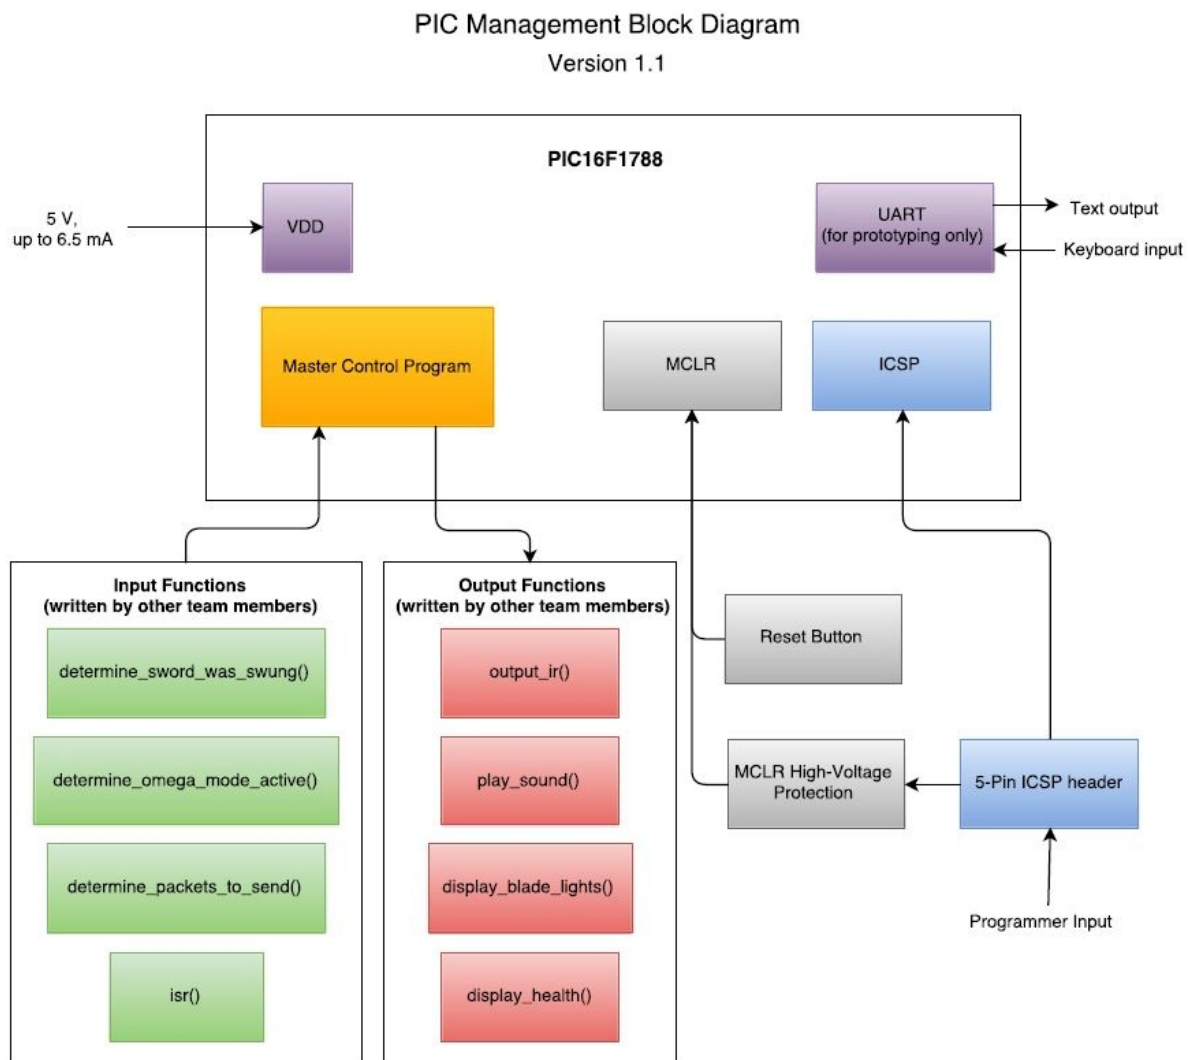 PIC Management Block Diagram
Version 1.1
PIC16F1788
5 V,
up to 6.5 mA
VDD
UART
(for prototyping only)
Text output
Keyboard input
Master Control Program
MCLR
ICSP
Input Functions
(written by other team members)
determine_sword_was_swung()
determine_omega_mode_active()
determine_packets_to_send()
isr()
Output Functions
(written by other team members)
output_ir()
play_sound()
display_blade_lights()
display_health()
Reset Button
MCLR High-Voltage
Protection
5-Pin ICSP header
Programmer Input